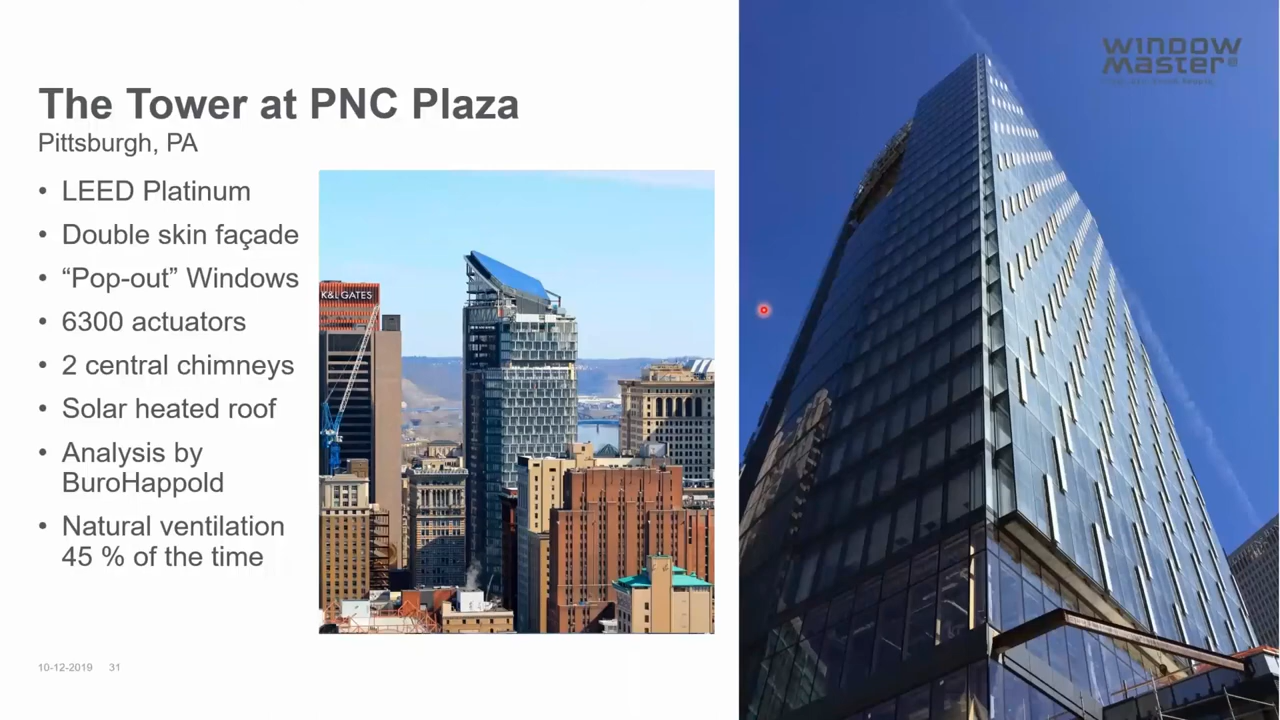 The Tower at PNC Plaza
Pittsburgh, PA
• LEED Platinum
• Double skin façade
• “Pop-out” Windows
• 6300 actuators
• 2 central chimneys
• Solar heated roof
• Analysis by
BuroHappold
• Natural ventilation
45 % of the time
K&L GATES
WINDOW
MASTER
10-12-2019 31